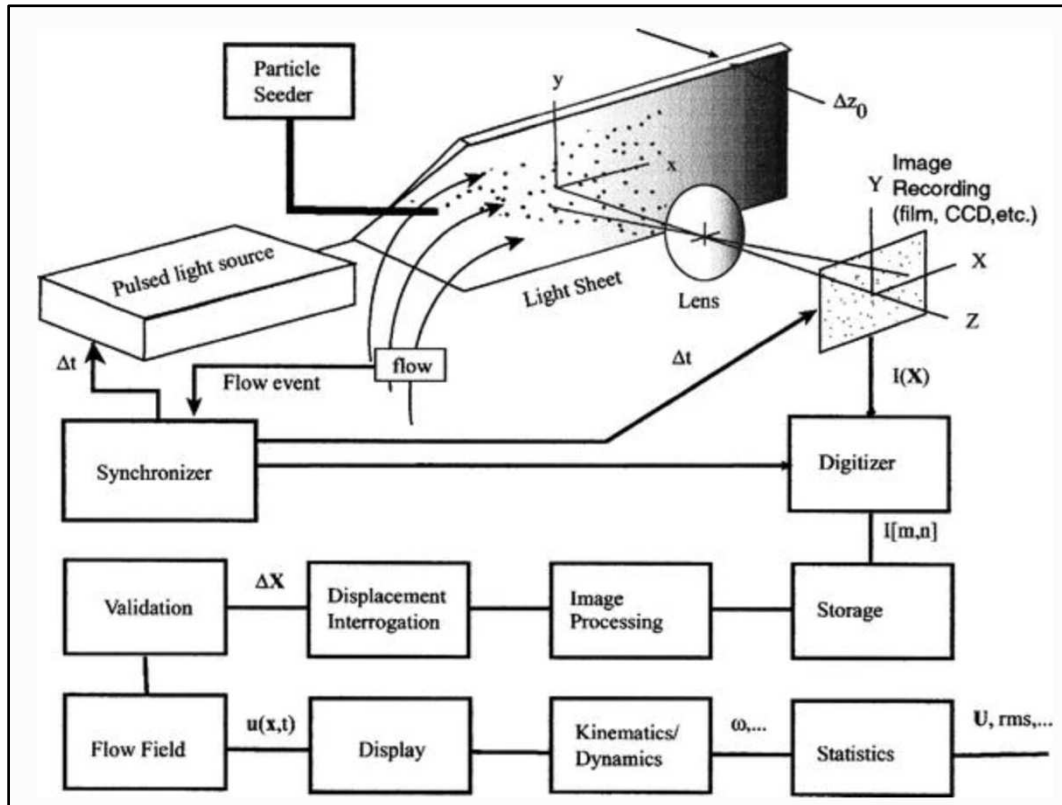 Particle
Seeder
y
Δz0
x
Image
Recording
(film, CCD,etc.)
Y
X
Z
Pulsed light source
Light Sheet
Lens
Δt
Flow event
flow
Δt
I(X)
Synchronizer
Digitizer
I[m,n]
Validation
ΔX
Displacement
Interrogation
Image
Processing
Storage
Flow Field
u(x,t)
Display
Kinematics/
Dynamics
ω,...
Statistics
U, rms,...